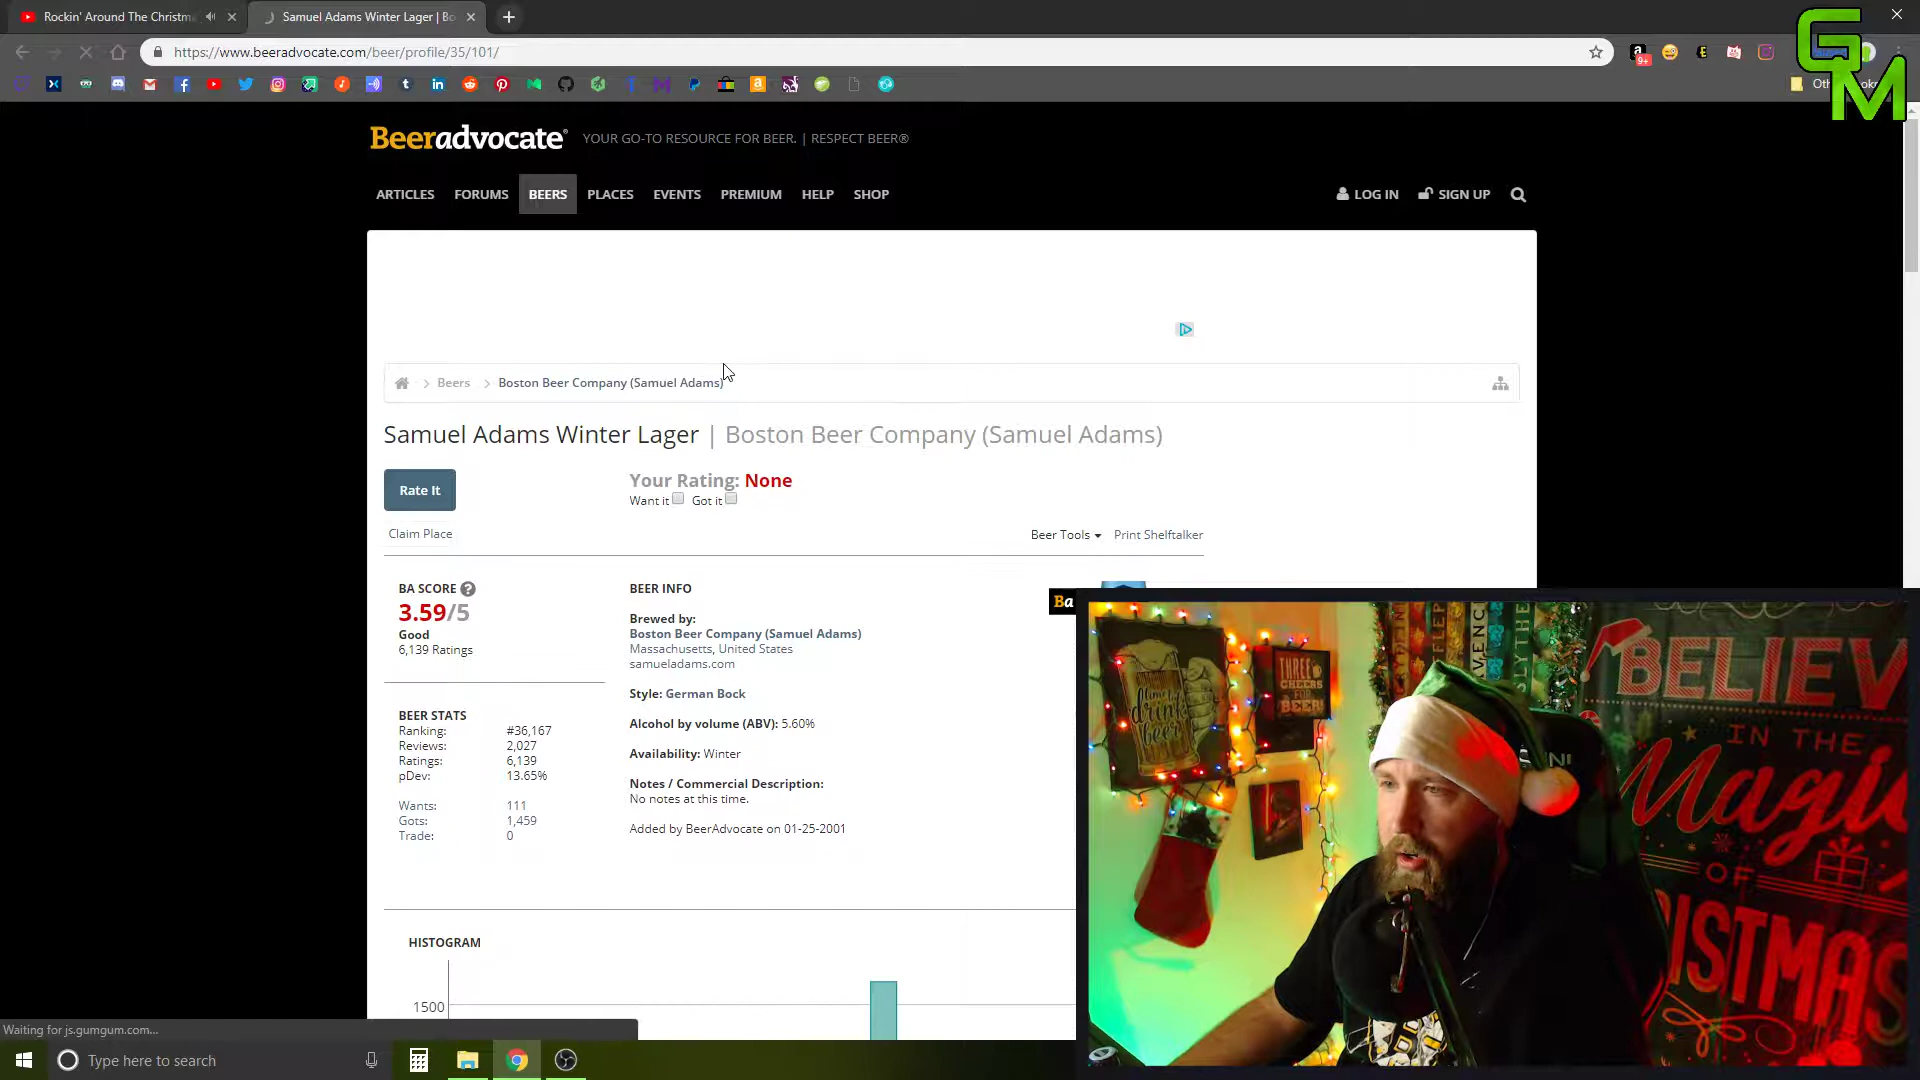 Rockin' Around The Christm
Samuel Adams Winter Lager | Bo
GM
https://www.beeradvocate.com/beer/profile/35/101/
9+
Beeradvocate
YOUR GO-TO RESOURCE FOR BEER. | RESPECT BEER®
ARTICLES FORUMS BEERS PLACES EVENTS PREMIUM HELP SHOP
LOG IN SIGN UP
Beers Boston Beer Company (Samuel Adams)
Samuel Adams Winter Lager | Boston Beer Company (Samuel Adams)
Rate It
Your Rating: None
Want it Got it
Claim Place
Beer Tools Print Shelftalker
BA SCORE
3.59/5
Good
6,139 Ratings
BEER STATS
Ranking: #36,167
Reviews: 2,027
Ratings: 6,139
pDev: 13.65%
Wants: 111
Gots: 1,459
Trade: 0
BEER INFO
Brewed by:
Boston Beer Company (Samuel Adams)
Massachusetts, United States
samueladams.com
Style: German Bock
Alcohol by volume (ABV): 5.60%
Availability: Winter
Notes / Commercial Description:
No notes at this time.
Added by BeerAdvocate on 01-25-2001
HISTOGRAM
1500
Ba
drink
beer
THREE
CHEERS
FOR
BEER!
BELIEV
IN THE
Magic
OF
Waiting for js.gumgum.com...
Type here to search